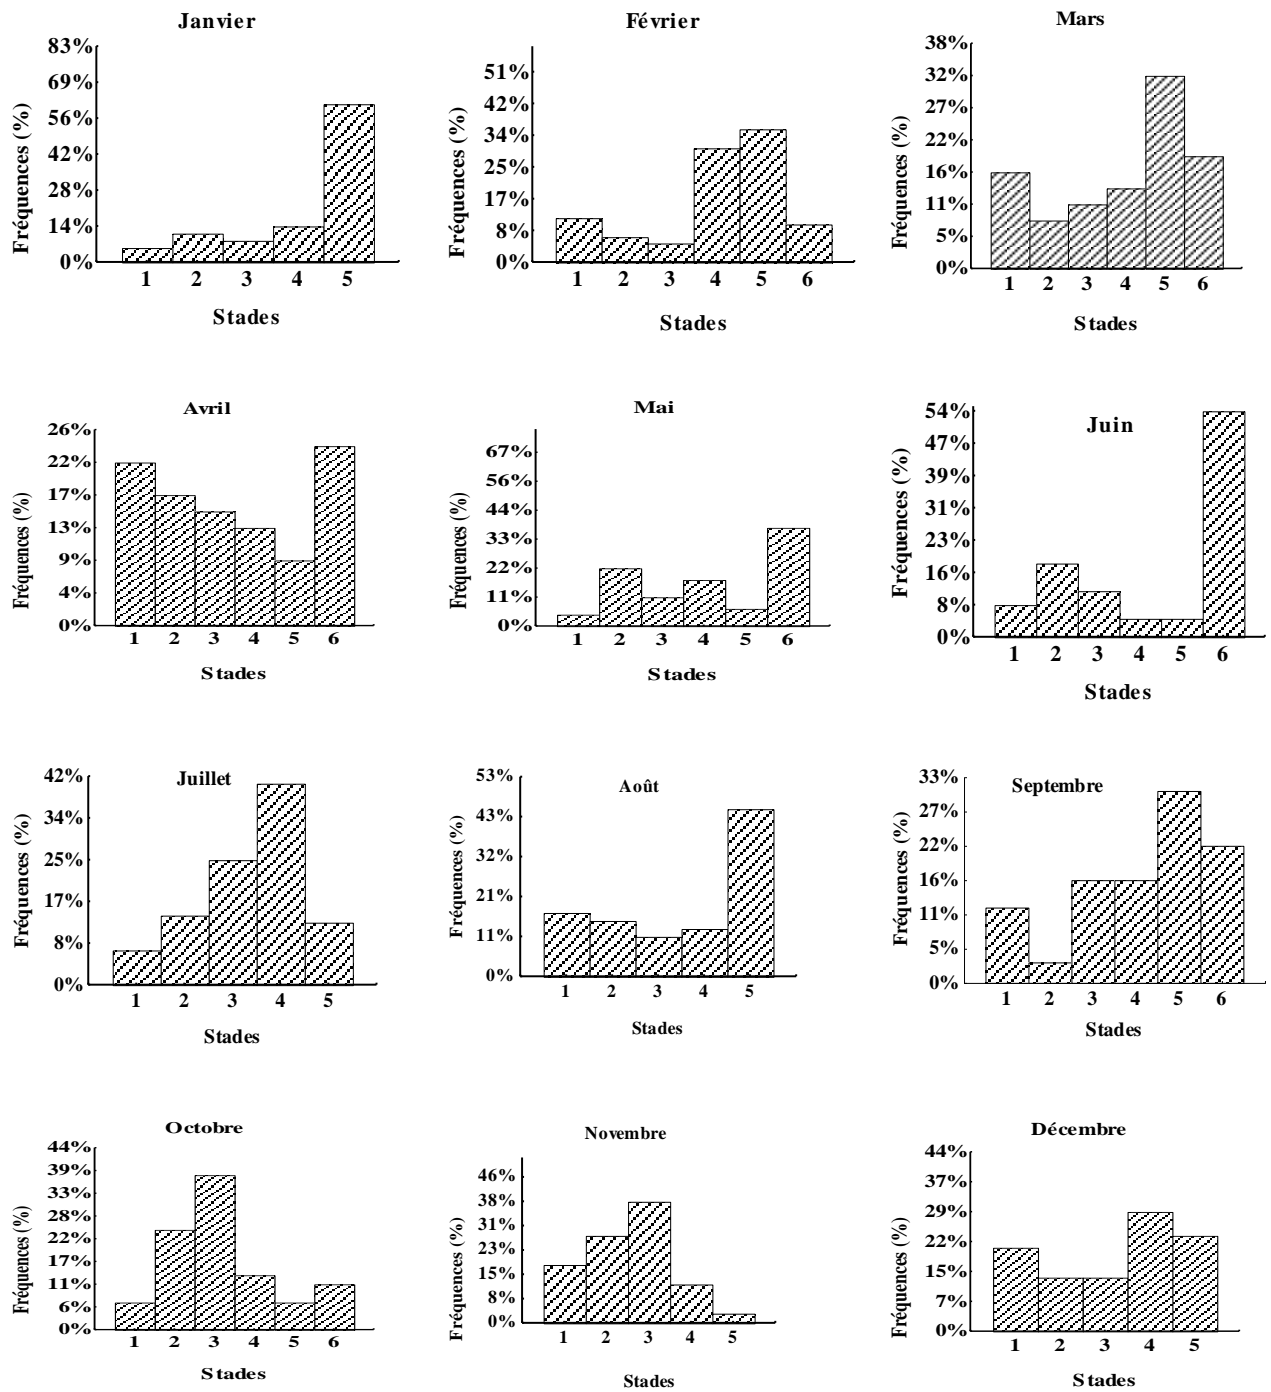 Janvier
83%
69%
56%
42%
28%
14%
0%
Fréquences (%)
1 2 3 4 5
Stades
Février
51%
42%
34%
25%
17%
8%
0%
Fréquences (%)
1 2 3 4 5 6
Stades
Mars
38%
32%
27%
22%
16%
11%
5%
0%
Fréquences (%)
1 2 3 4 5 6
Stades
Avril
26%
22%
17%
13%
9%
4%
0%
Fréquences (%)
1 2 3 4 5 6
Stades
Mai
67%
56%
44%
33%
22%
11%
0%
Fréquences (%)
1 2 3 4 5 6
Stades
Juin
54%
47%
39%
31%
23%
16%
8%
0%
Fréquences (%)
1 2 3 4 5 6
Stades
Juillet
42%
34%
25%
17%
8%
0%
Fréquences (%)
1 2 3 4 5
Stades
Août
53%
43%
32%
21%
11%
0%
Fréquences (%)
1 2 3 4 5
Stades
Septembre
33%
27%
22%
16%
11%
5%
0%
Fréquences (%)
1 2 3 4 5 6
Stades
Octobre
44%
39%
33%
28%
22%
17%
11%
6%
0%
Fréquences (%)
1 2 3 4 5 6
Stades
Novembre
46%
38%
31%
23%
15%
8%
0%
Fréquences (%)
1 2 3 4 5
Stades
Décembre
44%
37%
29%
22%
15%
7%
0%
Fréquences (%)
1 2 3 4 5
Stades